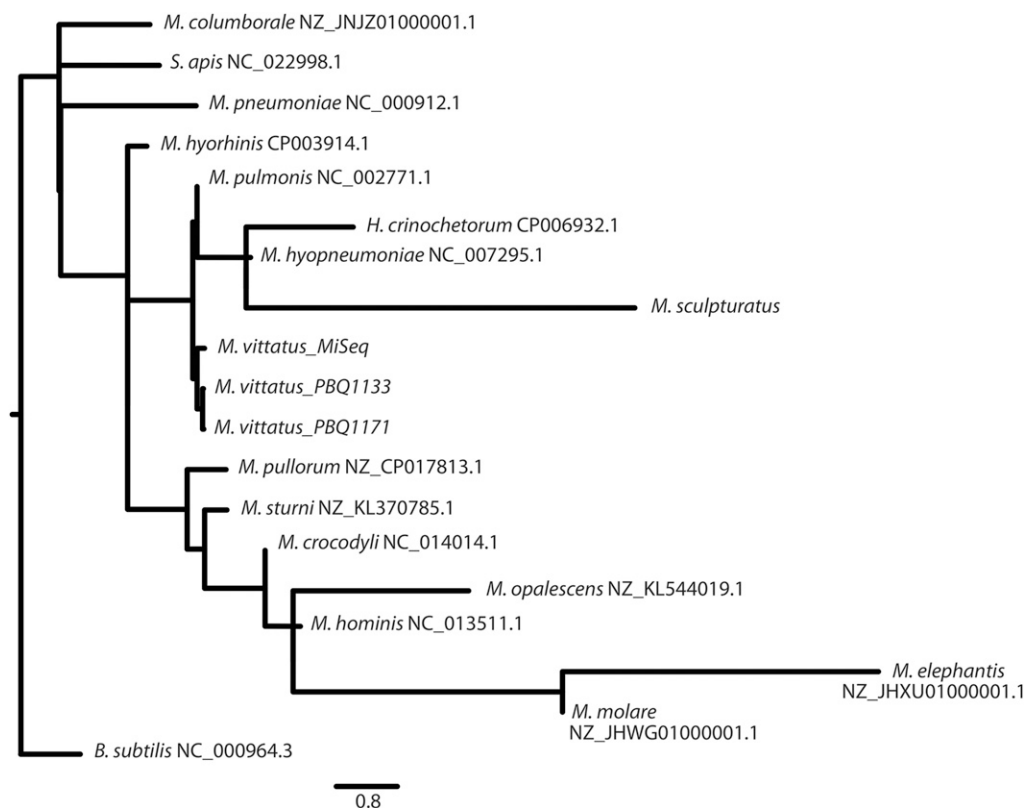 M. columborale NZ_JNJZ01000001.1
S. apis NC_022998.1
M. pneumoniae NC_000912.1
M. hyorhinis CP003914.1
M. pulmonis NC_002771.1
H. crinochetorum CP006932.1
M. hyopneumoniae NC_007295.1
M. sculpturatus
M. vittatus_MiSeq
M. vittatus_PBQ1133
M. vittatus_PBQ1171
M. pullorum NZ_CP017813.1
M. sturni NZ_KL370785.1
M. crocodyli NC_014014.1
M. opalescens NZ_KL544019.1
M. hominis NC_013511.1
M. elephantis
NZ_JHXU01000001.1
M. molare
NZ_JHWG01000001.1
B. subtilis NC_000964.3
0.8